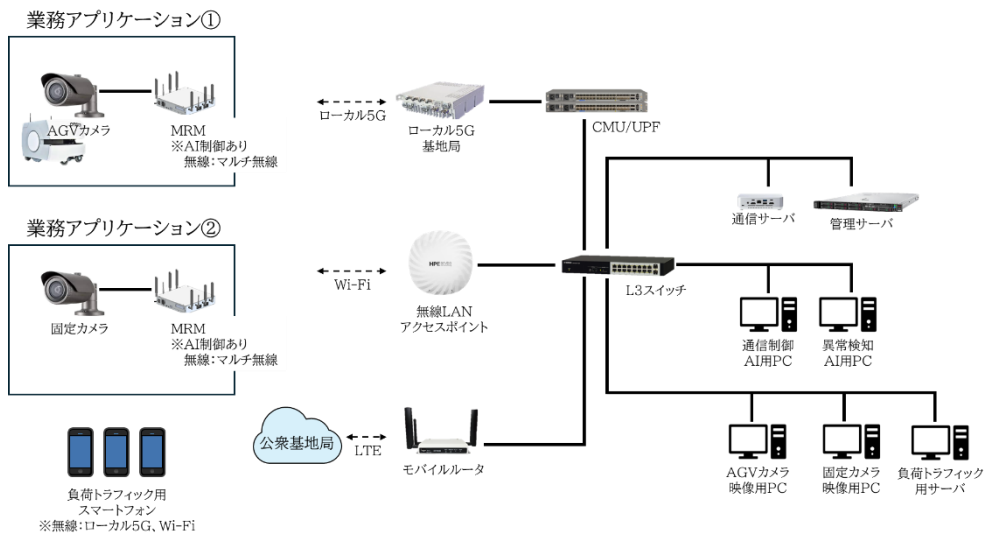 業務アプリケーション①
AGVカメラ
MRM
※AI制御あり
無線：マルチ無線
ローカル5G
ローカル5G
基地局
CMU/UPF
通信サーバ
管理サーバ
業務アプリケーション②
固定カメラ
MRM
※AI制御あり
無線：マルチ無線
Wi-Fi
HPE
無線LAN
アクセスポイント
L3スイッチ
通信制御
AI用PC
異常検知
AI用PC
公衆基地局
LTE
モバイルルータ
AGVカメラ
映像用PC
固定カメラ
映像用PC
負荷トラフィック
用サーバ
負荷トラフィック用
スマートフォン
※無線：ローカル5G、Wi-Fi